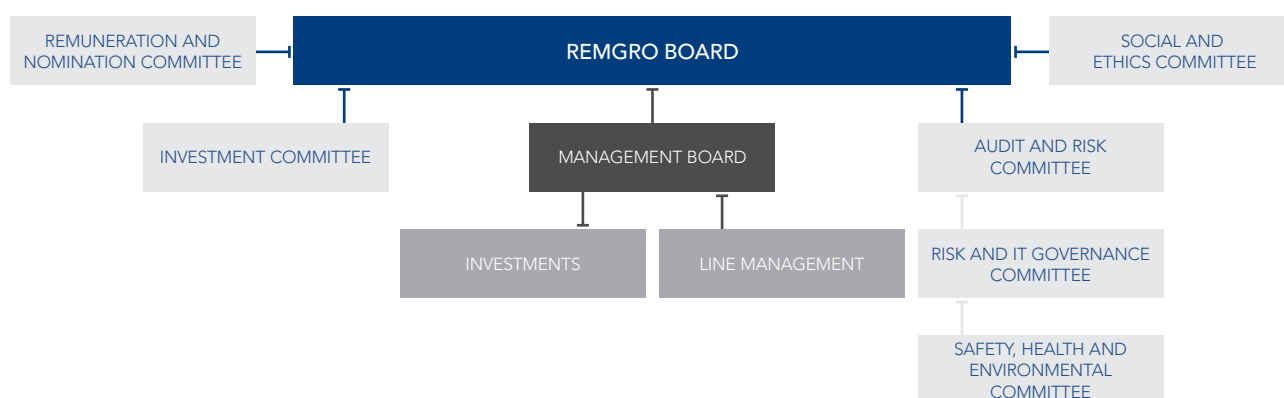 REMUNERATION AND
NOMINATION COMMITTEE
REMGRO BOARD
SOCIAL AND
ETHICS COMMITTEE
INVESTMENT COMMITTEE
MANAGEMENT BOARD
AUDIT AND RISK
COMMITTEE
INVESTMENTS
LINE MANAGEMENT
RISK AND IT GOVERNANCE
COMMITTEE
SAFETY, HEALTH AND
ENVIRONMENTAL
COMMITTEE